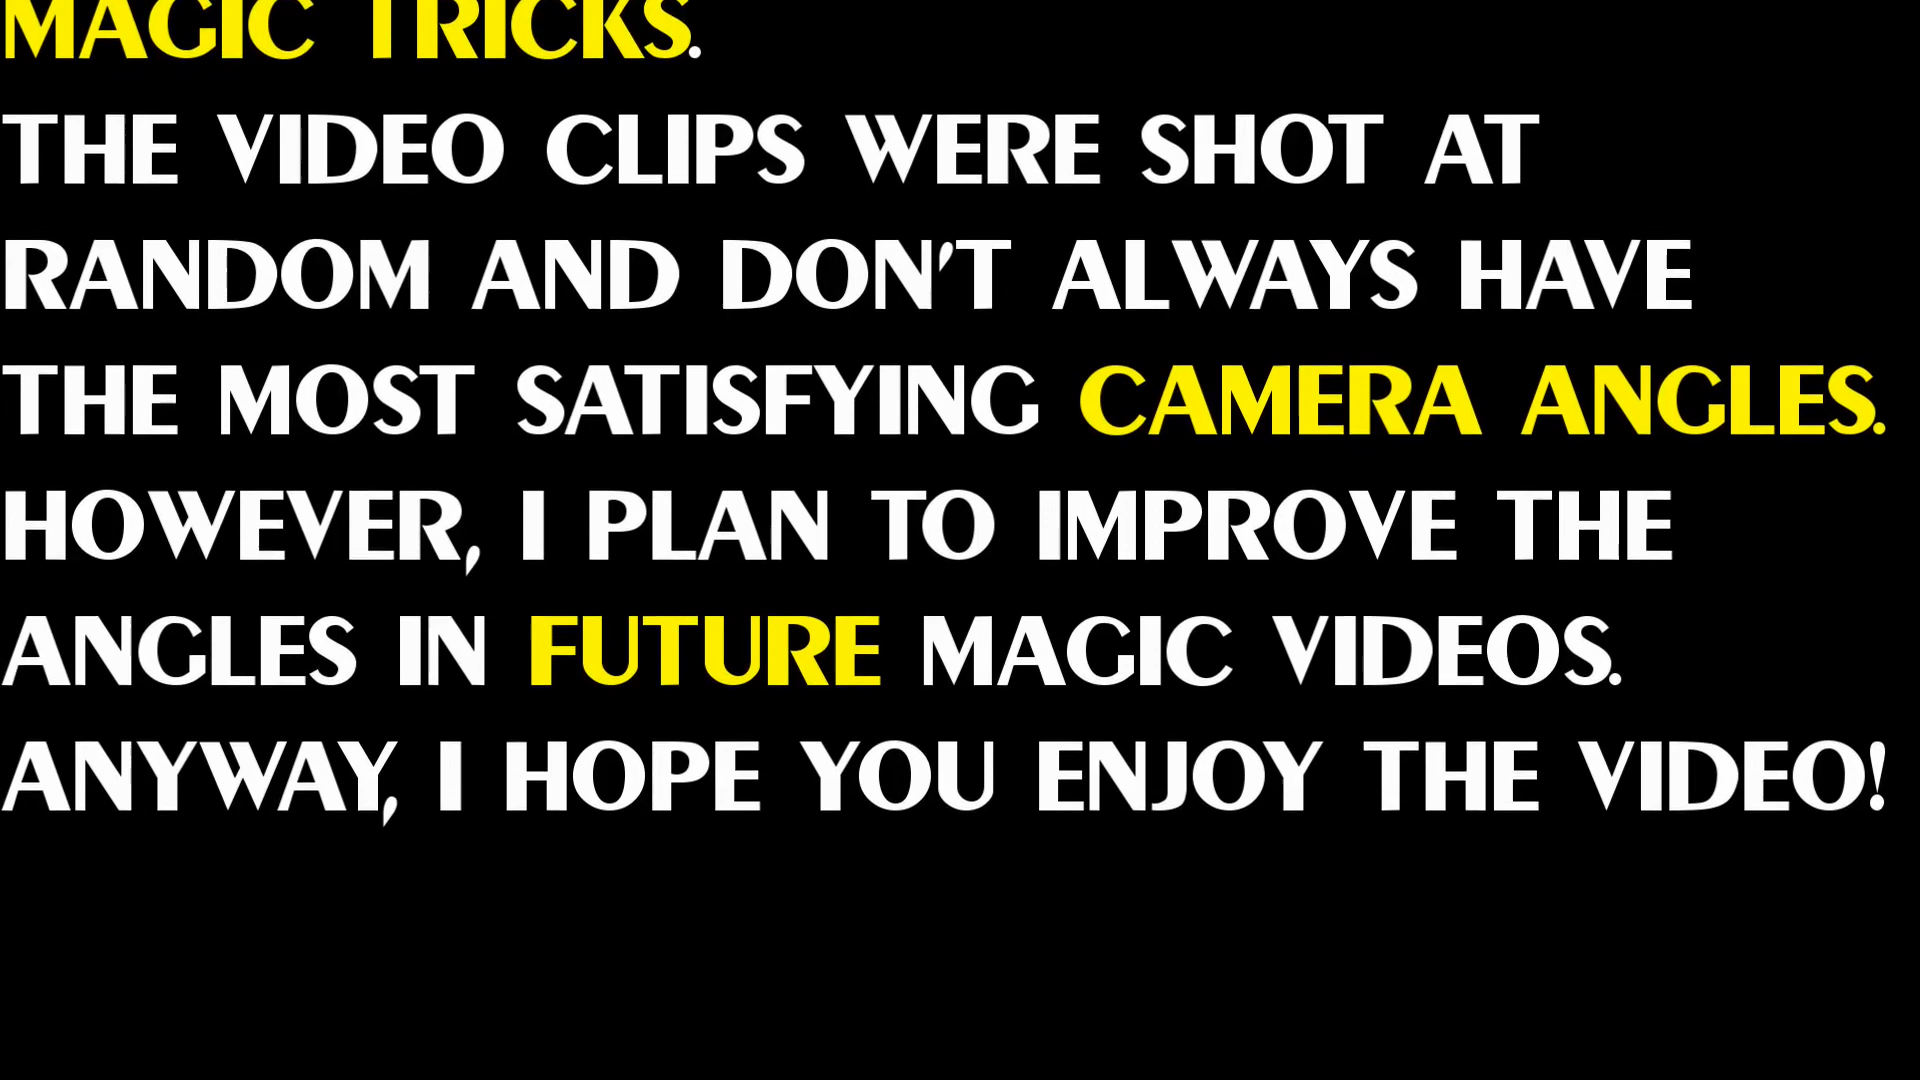 MAGIC TRICKS.
THE VIDEO CLIPS WERE SHOT AT
RANDOM AND DON'T ALWAYS HAVE
THE MOST SATISFYING CAMERA ANGLES.
HOWEVER, I PLAN TO IMPROVE THE
ANGLES IN FUTURE MAGIC VIDEOS.
ANYWAY, I HOPE YOU ENJOY THE VIDEO!